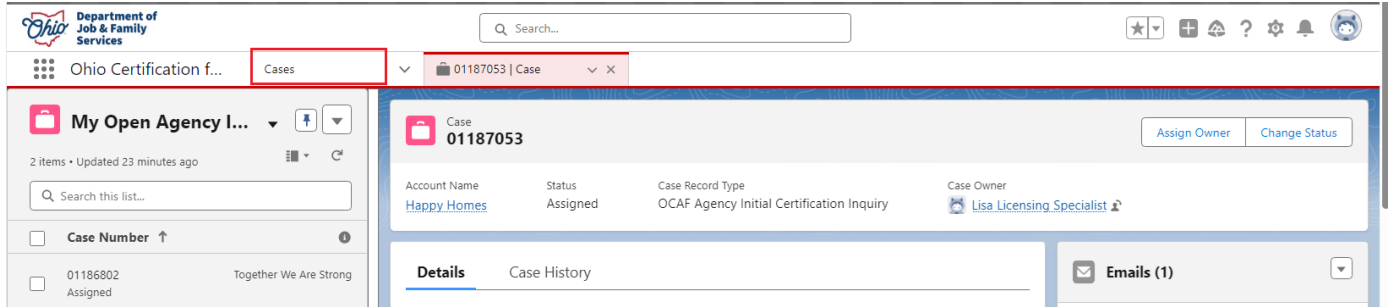 Ohio
Department of
Job & Family
Services
Search...
Ohio Certification f...
Cases
01187053 | Case
My Open Agency I...
2 items • Updated 23 minutes ago
Search this list...
Case Number ↑
01186802
Together We Are Strong
Assigned
Case
01187053
Assign Owner
Change Status
Account Name
Status
Case Record Type
Case Owner
Happy Homes
Assigned
OCAF Agency Initial Certification Inquiry
Lisa Licensing Specialist
Details
Case History
Emails (1)